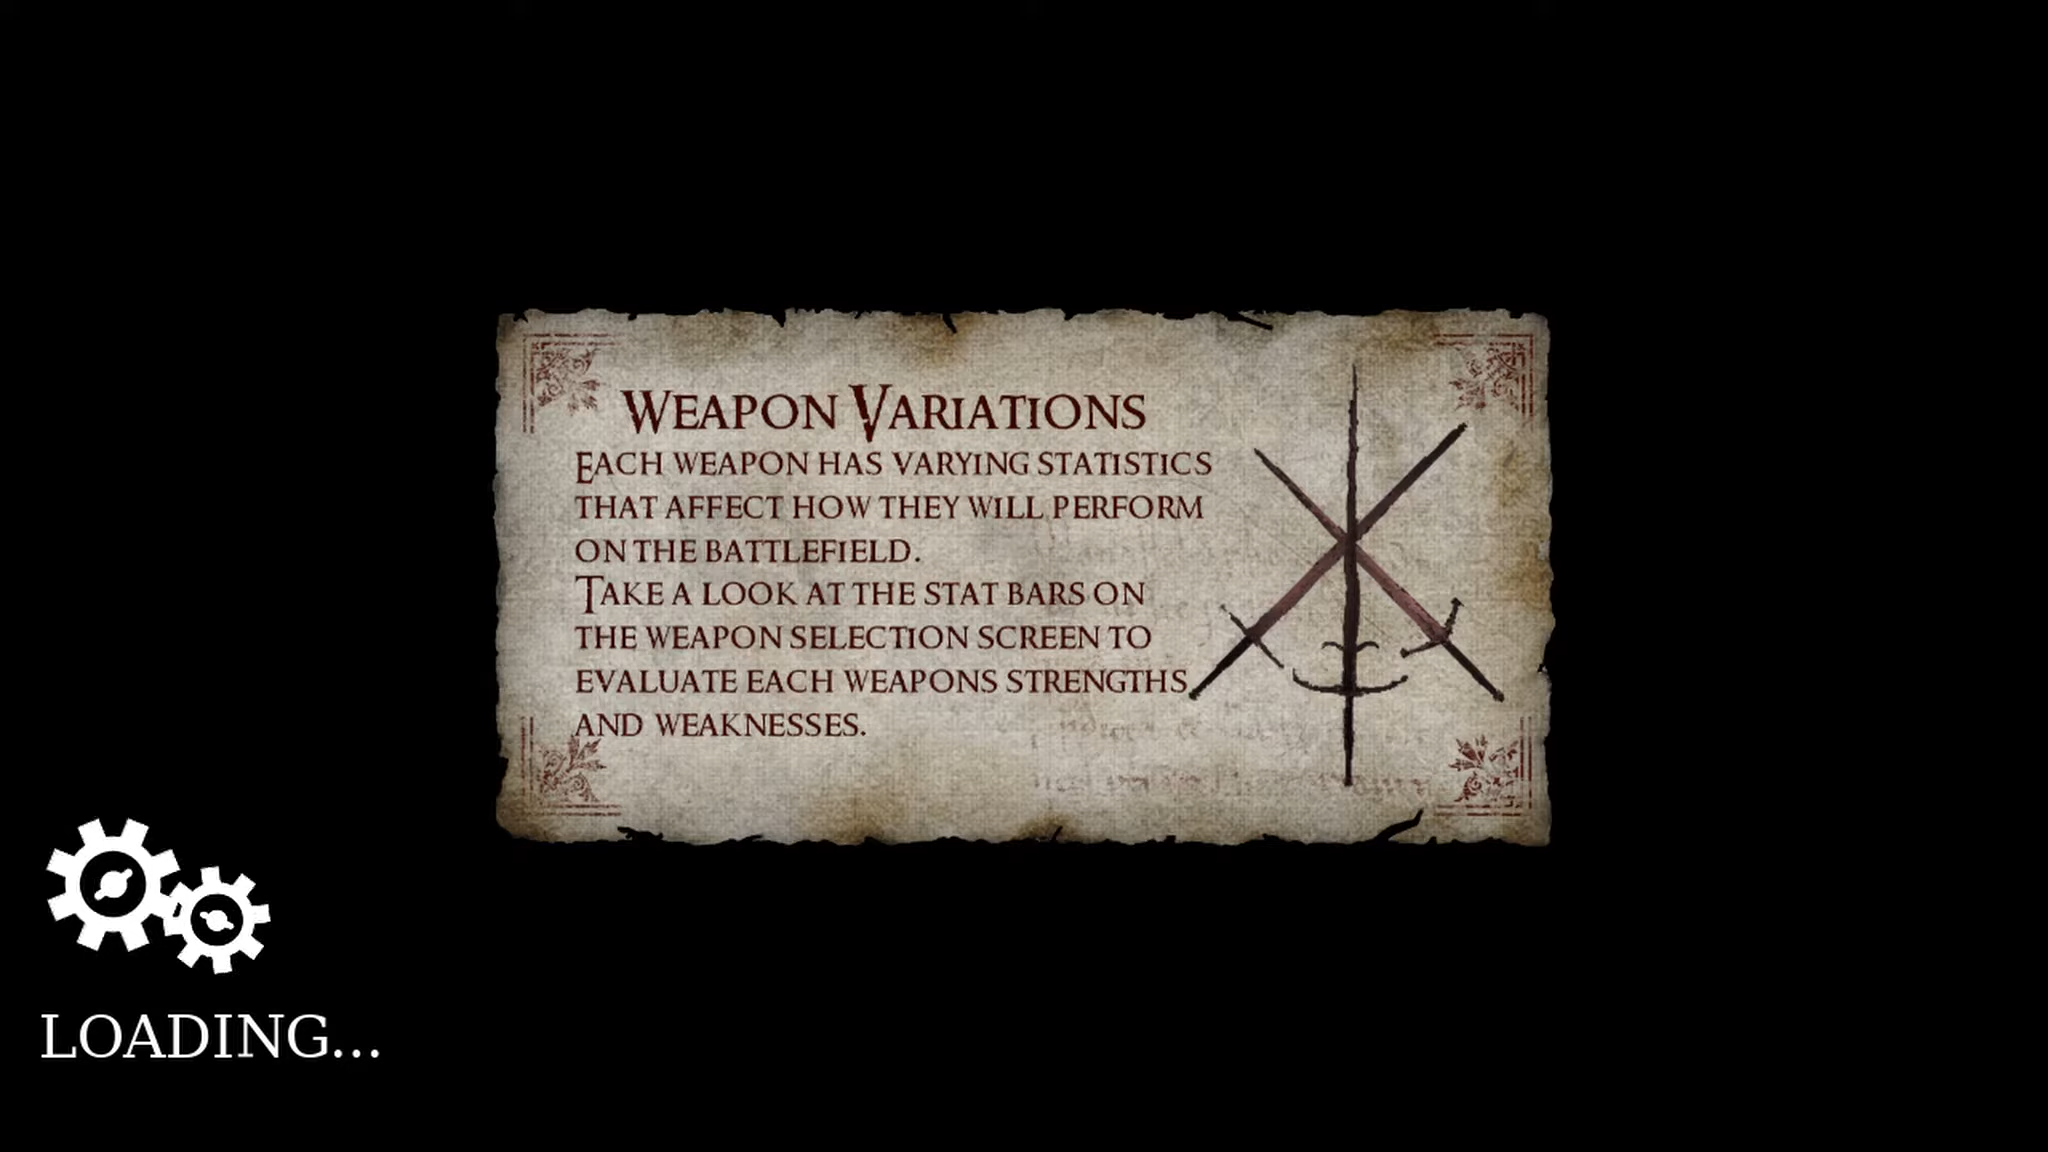 Weapon Variations
Each weapon has varying statistics
that affect how they will perform
on the battlefield.
Take a look at the stat bars on
the weapon selection screen to
evaluate each weapons strengths
and weaknesses.
LOADING...